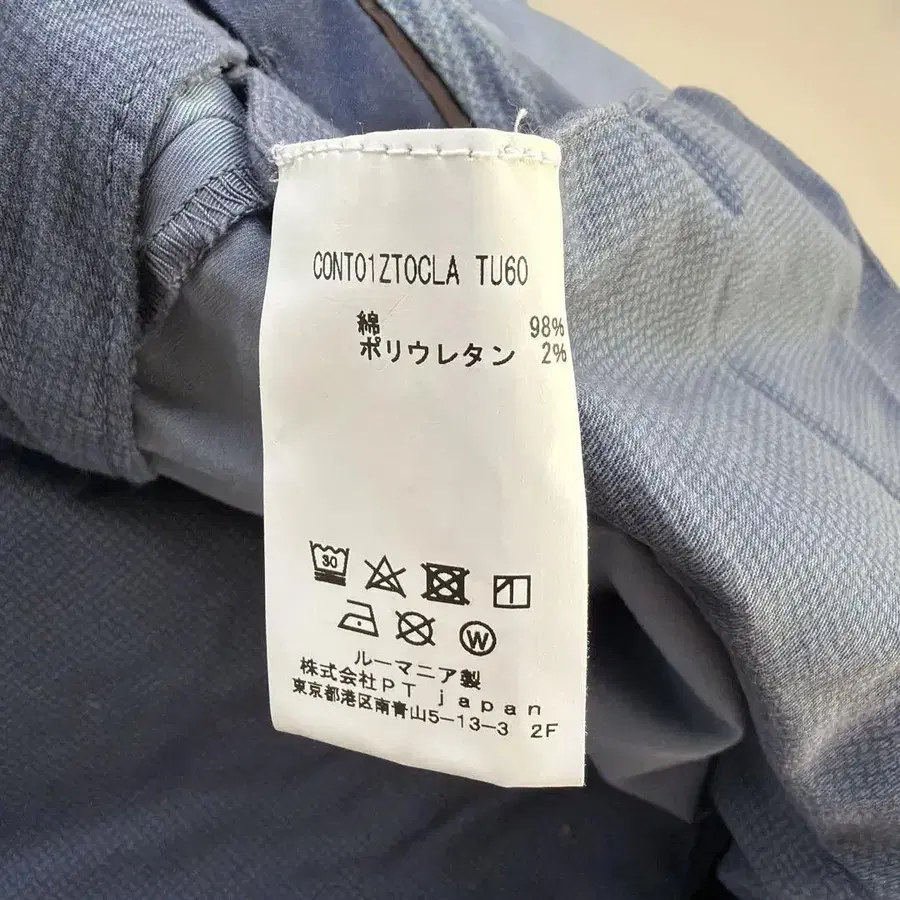 CONT01ZTOCLA TU60
綿 98%
ポリウレタン 2%
30
W
ルーマニア製
株式会社PT japan
東京都港区南青山5-13-3 2F